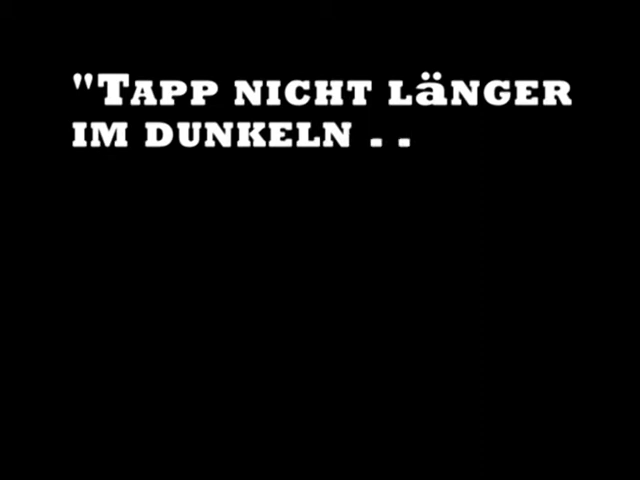 "Tapp nicht länger
im dunkeln . .